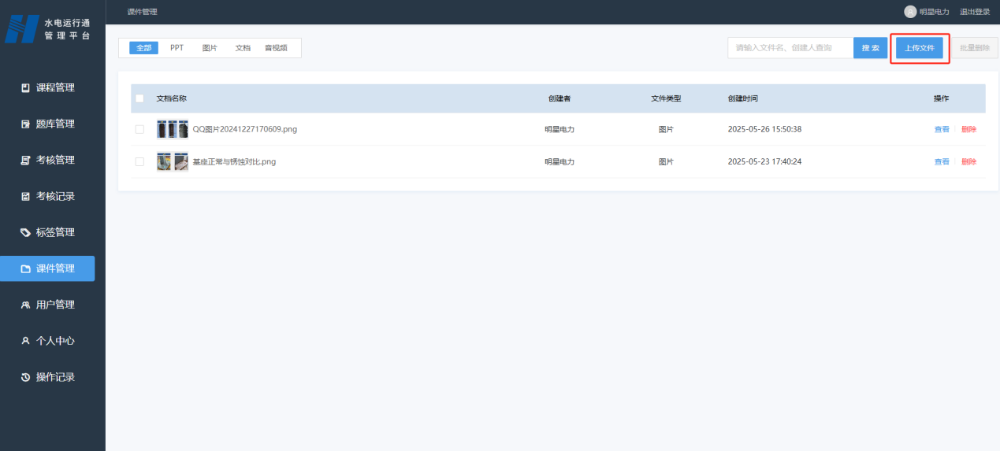 水电运行通
管理平台
课件管理
明星电力 退出登录
课程管理
题库管理
考核管理
考核记录
标签管理
课件管理
用户管理
个人中心
操作记录
全部 PPT 图片 文档 音视频
请输入文件名、创建人查询 搜索 上传文件 批量删除
文档名称 创建者 文件类型 创建时间 操作
QQ图片20241227170609.png 明星电力 图片 2025-05-26 15:50:38 查看 删除
基座正常与锈蚀对比.png 明星电力 图片 2025-05-23 17:40:24 查看 删除